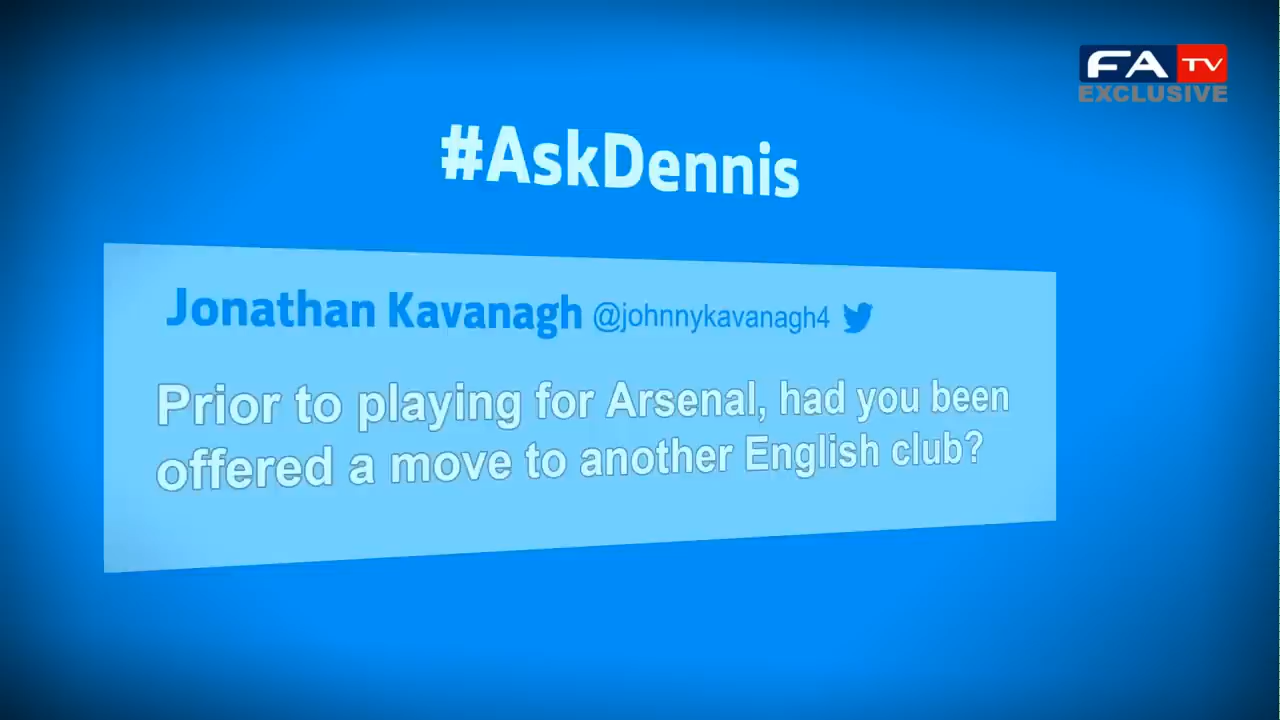 FA TV
EXCLUSIVE
#AskDennis
Jonathan Kavanagh @johnnykavanagh4
Prior to playing for Arsenal, had you been
offered a move to another English club?